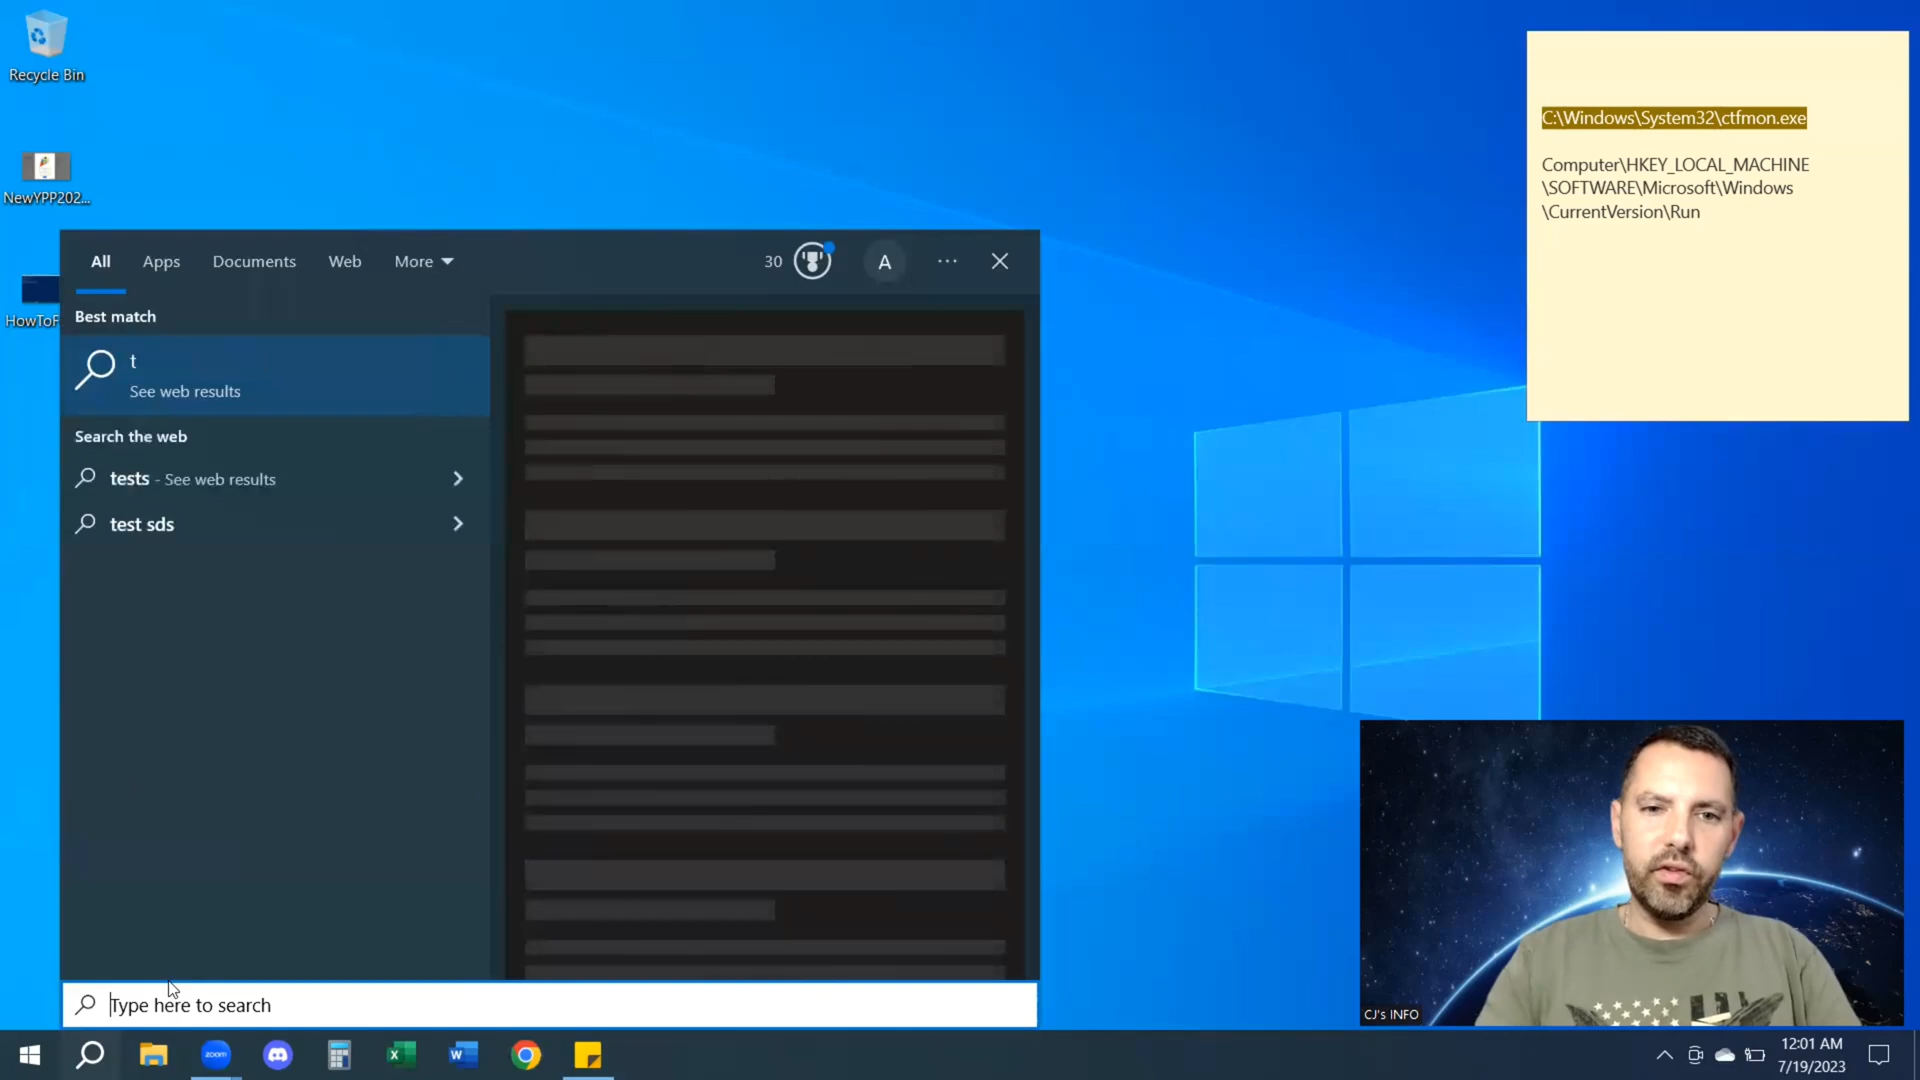 Recycle Bin
NewYPP202...
HowToF
All Apps Documents Web More 30 A ...
Best match
t
See web results
Search the web
tests - See web results
test sds
Type here to search
C:\Windows\System32\ctfmon.exe
Computer\HKEY_LOCAL_MACHINE
\SOFTWARE\Microsoft\Windows
\CurrentVersion\Run
CJ's INFO
zoom
X
W
12:01 AM
7/19/2023